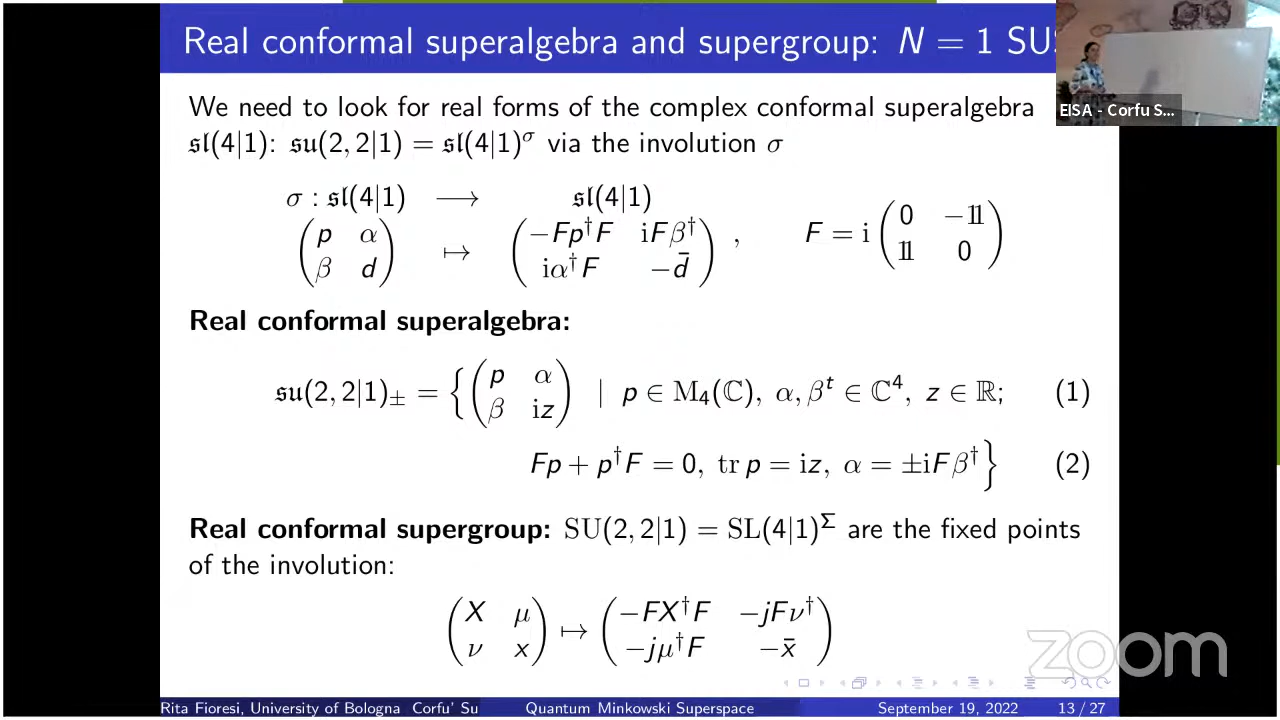 Real conformal superalgebra and supergroup: N = 1 SUS
EISA - Corfu S...
We need to look for real forms of the complex conformal superalgebra
𝔰𝔩(4|1): 𝔰𝔲(2, 2|1) = 𝔰𝔩(4|1)^σ via the involution σ
σ : 𝔰𝔩(4|1) ⟶ 𝔰𝔩(4|1)
(p α; β d) ↦ (−Fp†F iFβ†; iα†F −d̄) , F = i (0 −𝟙; 𝟙 0)
Real conformal superalgebra:
𝔰𝔲(2, 2|1)± = { (p α; β iz) | p ∈ M₄(ℂ), α, βᵗ ∈ ℂ⁴, z ∈ ℝ; (1)
Fp + p†F = 0, tr p = iz, α = ±iFβ† } (2)
Real conformal supergroup: SU(2, 2|1) = SL(4|1)^Σ are the fixed points
of the involution:
(X μ; ν x) ↦ (−FX†F −jFν†; −jμ†F −x̄)
zoom
Rita Fioresi, University of Bologna Corfu' Su Quantum Minkowski Superspace September 19, 2022 13 / 27